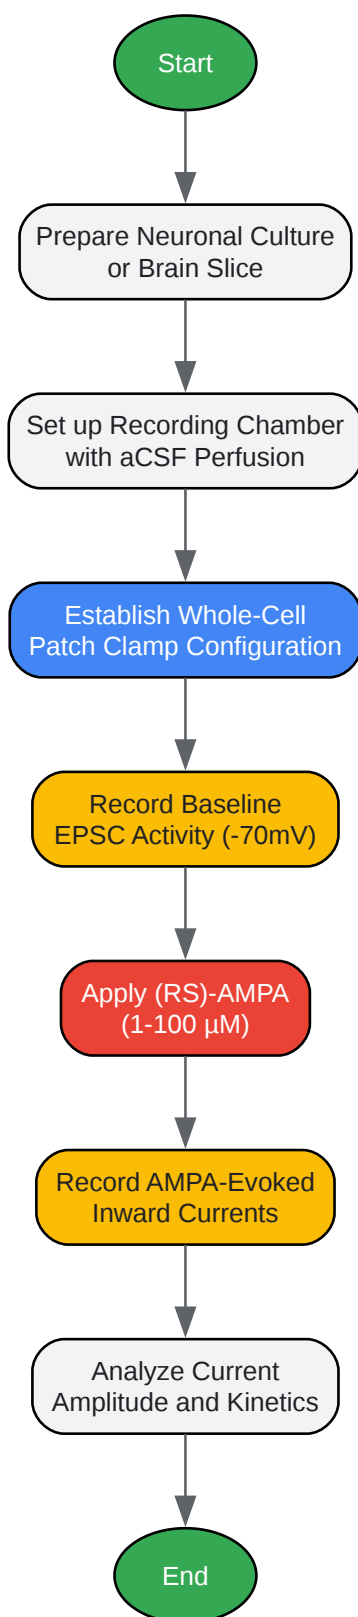 Start
Prepare Neuronal Culture
or Brain Slice
Set up Recording Chamber
with aCSF Perfusion
Establish Whole-Cell
Patch Clamp Configuration
Record Baseline
EPSC Activity (-70mV)
Apply (RS)-AMPA
(1-100 µM)
Record AMPA-Evoked
Inward Currents
Analyze Current
Amplitude and Kinetics
End